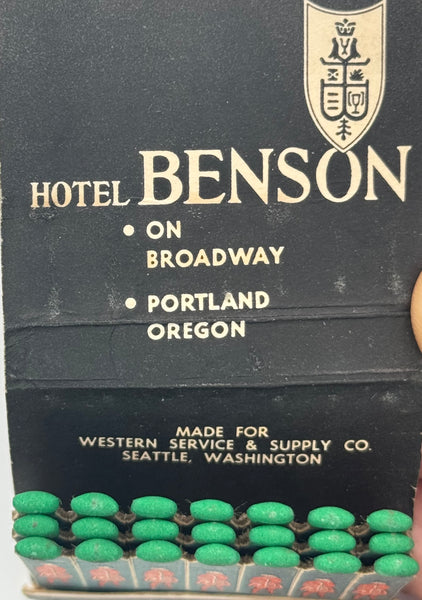 HOTEL BENSON
• ON
BROADWAY
• PORTLAND
OREGON
MADE FOR
WESTERN SERVICE & SUPPLY CO.
SEATTLE, WASHINGTON